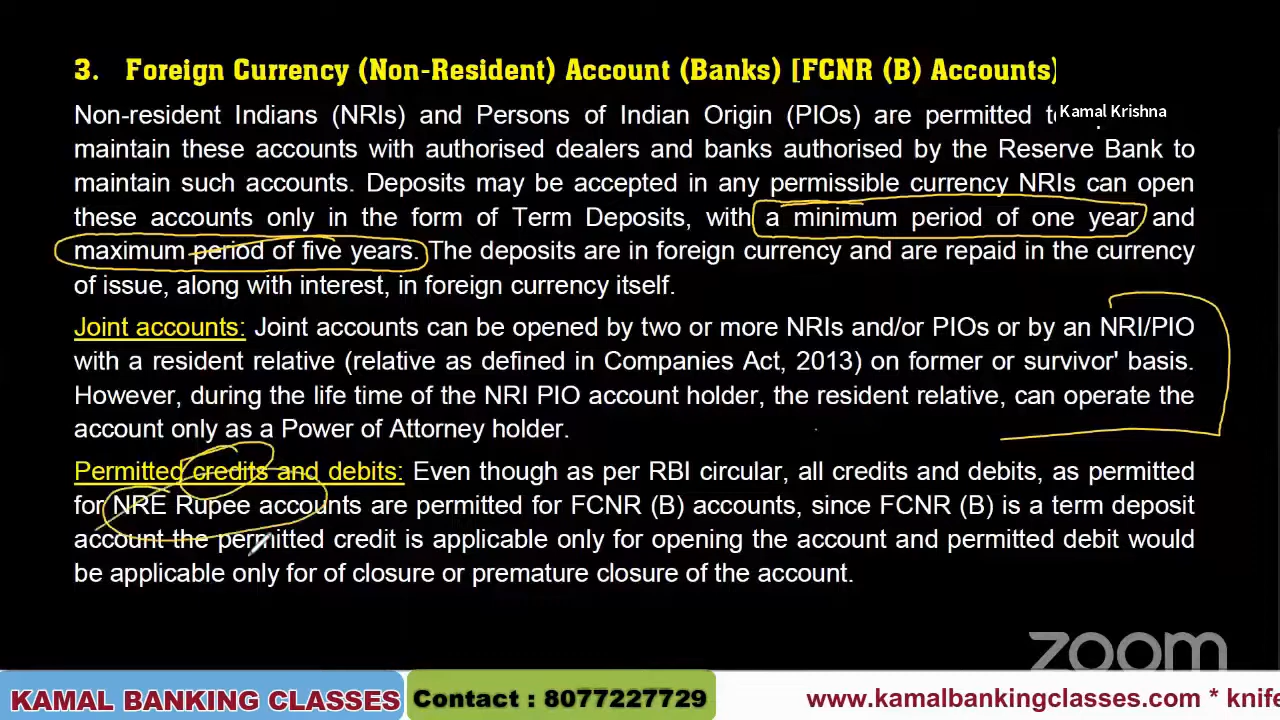 3. Foreign Currency (Non-Resident) Account (Banks) [FCNR (B) Accounts]
Non-resident Indians (NRIs) and Persons of Indian Origin (PIOs) are permitted
Kamal Krishna
maintain these accounts with authorised dealers and banks authorised by the Reserve Bank to
maintain such accounts. Deposits may be accepted in any permissible currency NRIs can open
these accounts only in the form of Term Deposits, with a minimum period of one year and
maximum period of five years. The deposits are in foreign currency and are repaid in the currency
of issue, along with interest, in foreign currency itself.
Joint accounts: Joint accounts can be opened by two or more NRIs and/or PIOs or by an NRI/PIO
with a resident relative (relative as defined in Companies Act, 2013) on former or survivor' basis.
However, during the life time of the NRI PIO account holder, the resident relative, can operate the
account only as a Power of Attorney holder.
Permitted credits and debits: Even though as per RBI circular, all credits and debits, as permitted
for NRE Rupee accounts are permitted for FCNR (B) accounts, since FCNR (B) is a term deposit
account the permitted credit is applicable only for opening the account and permitted debit would
be applicable only for of closure or premature closure of the account.
zoom
KAMAL BANKING CLASSES
Contact : 8077227729
www.kamalbankingclasses.com * knife